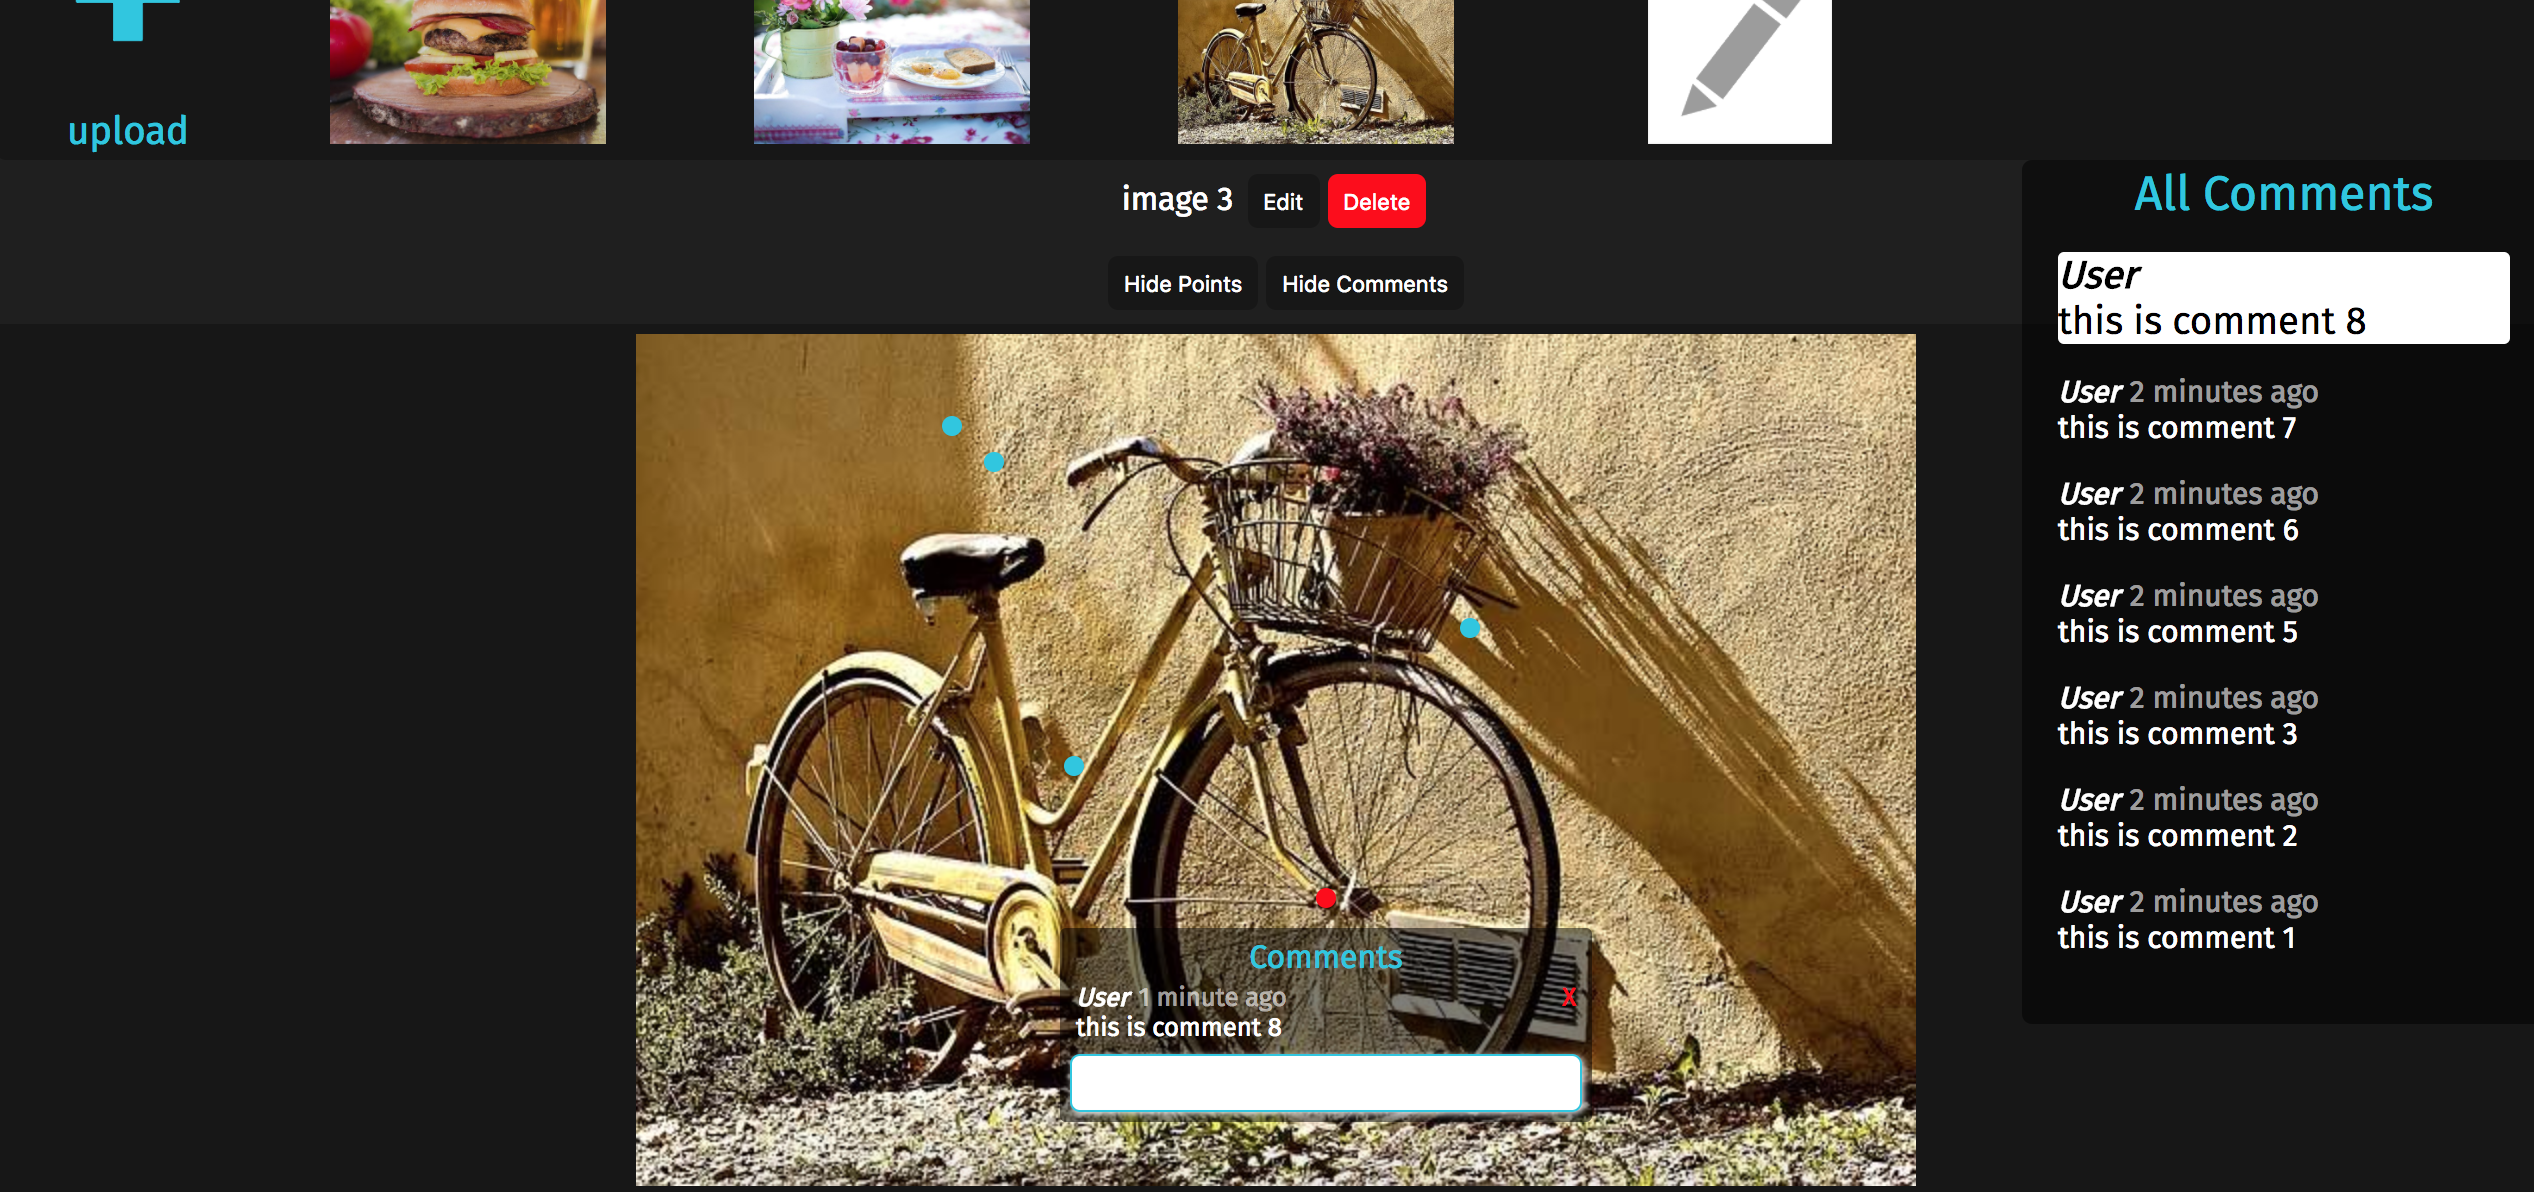 upload
image 3 Edit Delete
Hide Points Hide Comments
All Comments
User
this is comment 8
User 2 minutes ago
this is comment 7
User 2 minutes ago
this is comment 6
User 2 minutes ago
this is comment 5
User 2 minutes ago
this is comment 3
User 2 minutes ago
this is comment 2
User 2 minutes ago
this is comment 1
Comments
User 1 minute ago X
this is comment 8